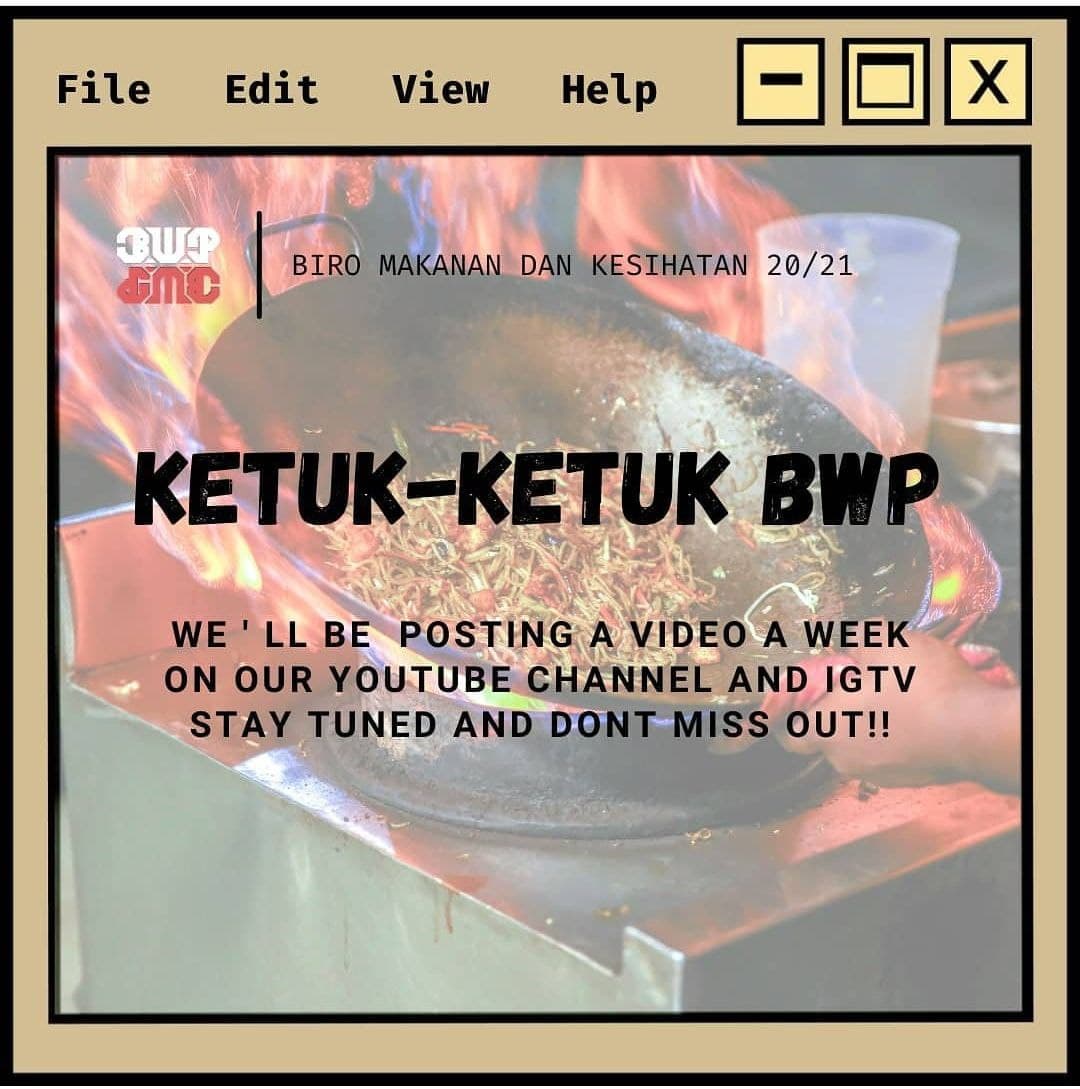 File Edit View Help X
BWP
BIRO MAKANAN DAN KESIHATAN 20/21
KETUK-KETUK BWP
WE ' LL BE POSTING A VIDEO A WEEK
ON OUR YOUTUBE CHANNEL AND IGTV
STAY TUNED AND DONT MISS OUT!!